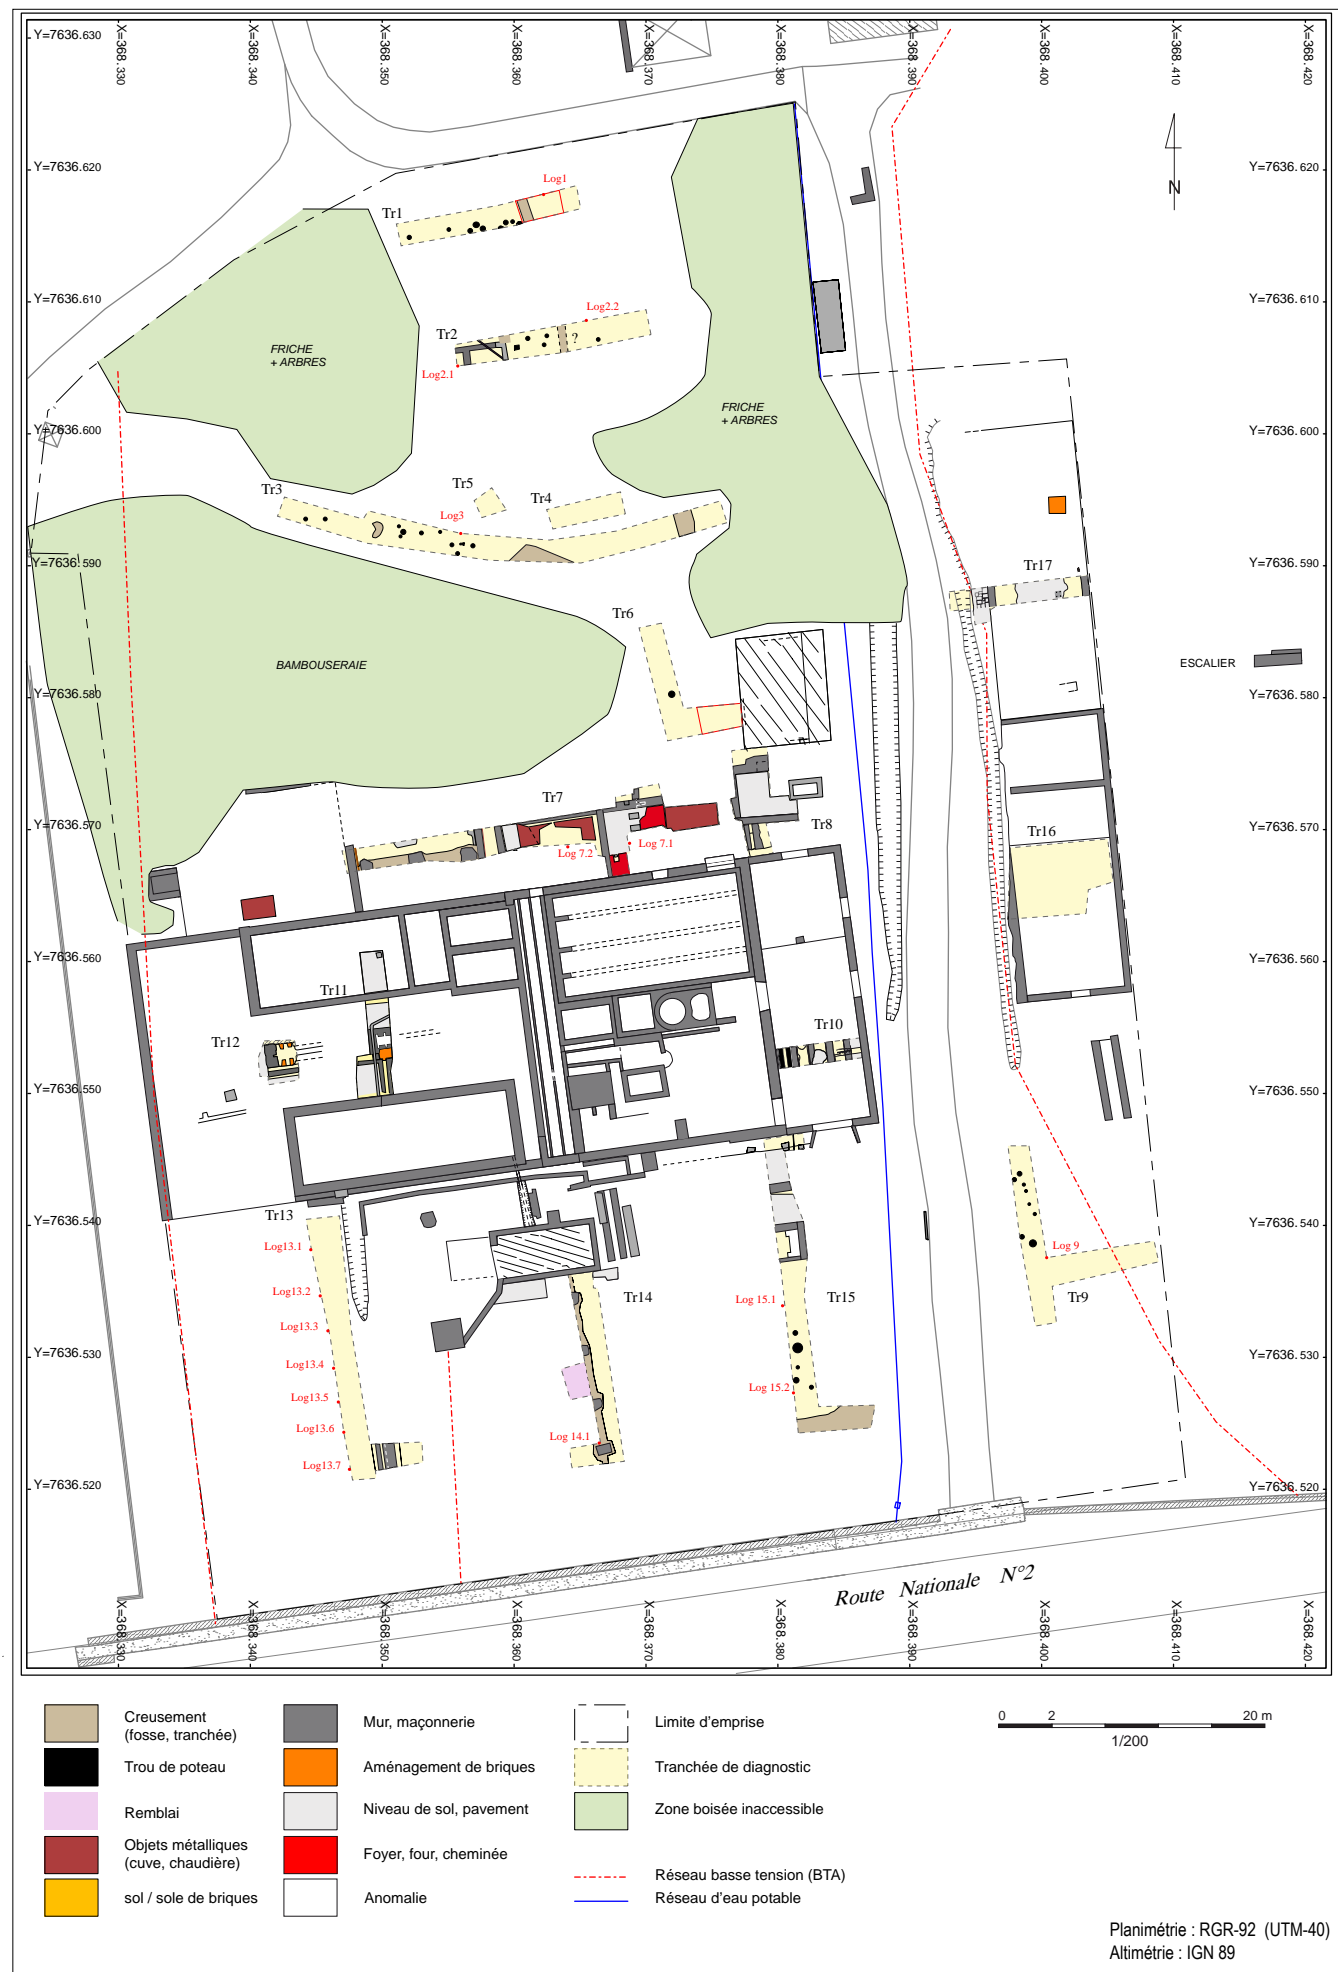 X=368.330
X=368.340
X=368.350
X=368.360
X=368.370
X=368.380
X=368.390
X=368.400
X=368.410
X=368.420
Y=7636.630
Y=7636.620
Y=7636.620
N
Log1
Tr1
Y=7636.610
Y=7636.610
Log2.2
Tr2
?
FRICHE
+ ARBRES
Log2.1
FRICHE
+ ARBRES
Y=7636.600
Y=7636.600
Tr3
Tr5
Tr4
Log3
Y=7636.590
Y=7636.590
Tr17
Tr6
BAMBOUSERAIE
ESCALIER
Y=7636.580
Y=7636.580
Tr7
Tr8
Tr16
Y=7636.570
Y=7636.570
Log 7.2
Log 7.1
Y=7636.560
Y=7636.560
Tr11
Tr12
Tr10
Y=7636.550
Y=7636.550
Tr13
Y=7636.540
Y=7636.540
Log13.1
Log 9
Log13.2
Tr14
Log 15.1
Tr15
Tr9
Log13.3
Y=7636.530
Y=7636.530
Log13.4
Log13.5
Log 15.2
Log13.6
Log 14.1
Log13.7
Y=7636.520
Y=7636.520
Route Nationale N°2
X=368.330
X=368.340
X=368.350
X=368.360
X=368.370
X=368.380
X=368.390
X=368.400
X=368.410
X=368.420
Creusement
(fosse, tranchée)
Trou de poteau
Remblai
Objets métalliques
(cuve, chaudière)
sol / sole de briques
Mur, maçonnerie
Aménagement de briques
Niveau de sol, pavement
Foyer, four, cheminée
Anomalie
Limite d'emprise
Tranchée de diagnostic
Zone boisée inaccessible
Réseau basse tension (BTA)
Réseau d'eau potable
0 2 20 m
1/200
Planimétrie : RGR-92 (UTM-40)
Altimétrie : IGN 89